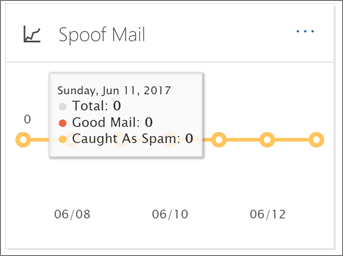 Spoof Mail
Sunday, Jun 11, 2017
Total: 0
Good Mail: 0
Caught As Spam: 0
0
06/08
06/10
06/12